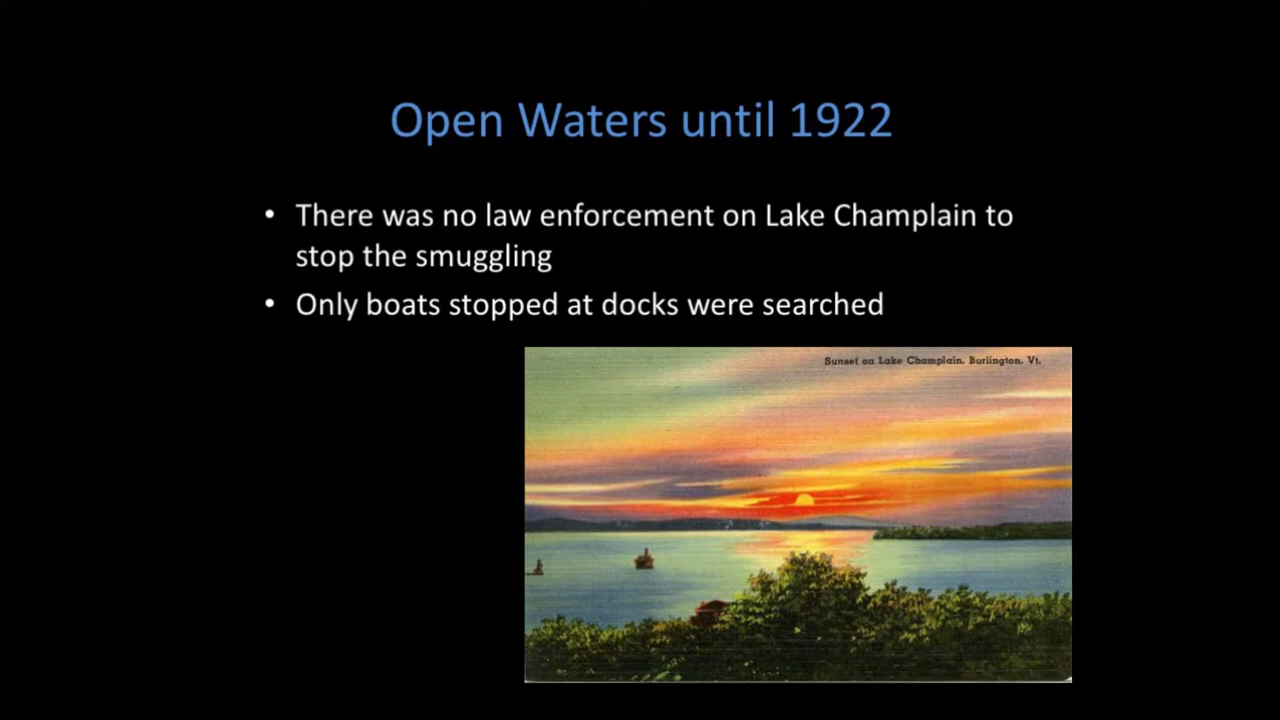 Open Waters until 1922
• There was no law enforcement on Lake Champlain to
stop the smuggling
• Only boats stopped at docks were searched
Sunset on Lake Champlain. Burlington. Vt.